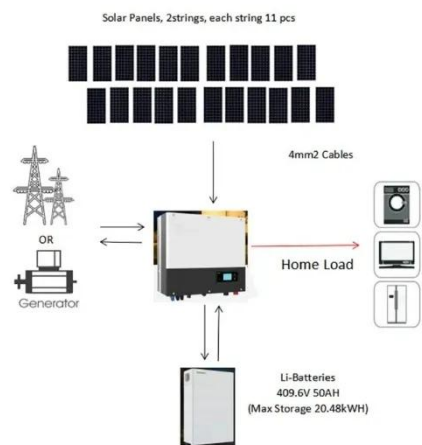 Solar Panels, 2strings, each string 11 pcs
4mm2 Cables
OR
Generator
Home Load
Li-Batteries
409.6V 50AH
(Max Storage 20.48kWH)